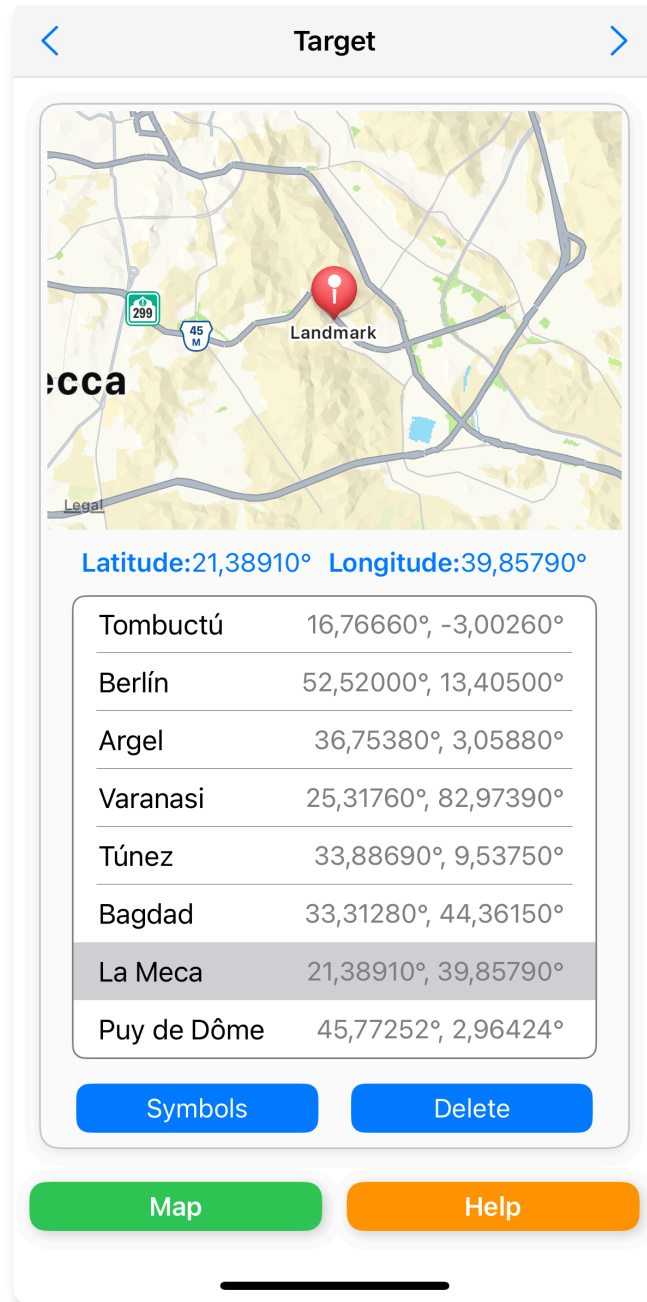 Target
299
45
M
Landmark
ecca
Legal
Latitude:21,38910° Longitude:39,85790°
Tombuctú 16,76660°, -3,00260°
Berlín 52,52000°, 13,40500°
Argel 36,75380°, 3,05880°
Varanasi 25,31760°, 82,97390°
Túnez 33,88690°, 9,53750°
Bagdad 33,31280°, 44,36150°
La Meca 21,38910°, 39,85790°
Puy de Dôme 45,77252°, 2,96424°
Symbols Delete
Map Help